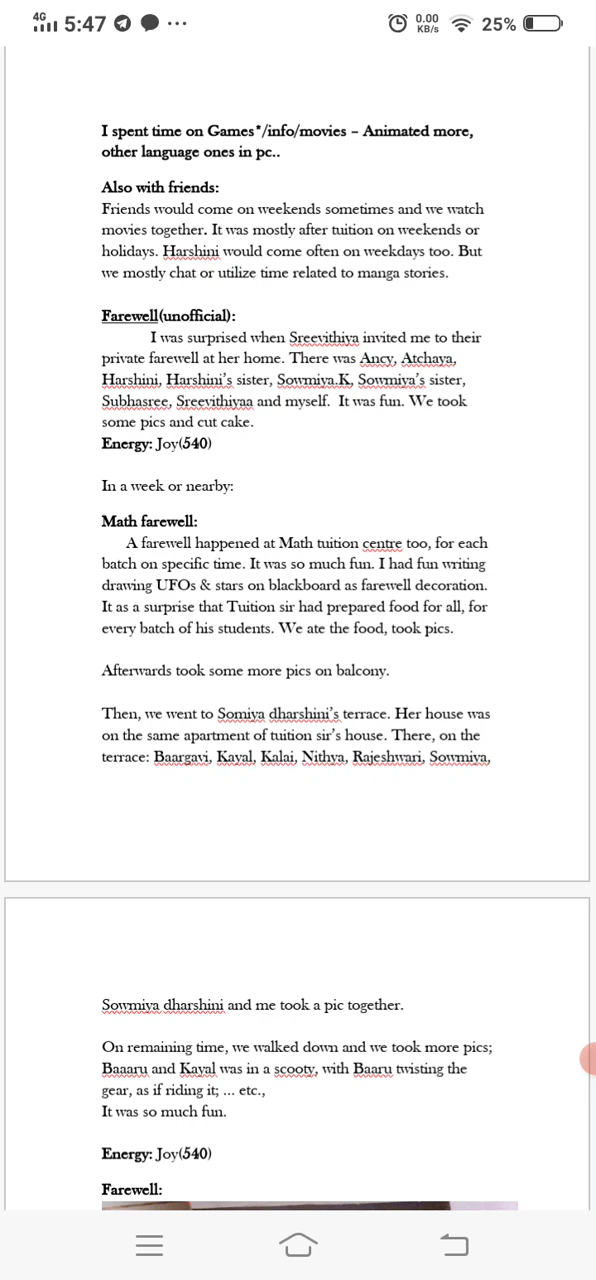 4G 5:47 ... 0.00 KB/s 25%
I spent time on Games*/info/movies – Animated more,
other language ones in pc..
Also with friends:
Friends would come on weekends sometimes and we watch
movies together. It was mostly after tuition on weekends or
holidays. Harshini would come often on weekdays too. But
we mostly chat or utilize time related to manga stories.
Farewell(unofficial):
I was surprised when Sreevithiya invited me to their
private farewell at her home. There was Ancy, Atchaya,
Harshini, Harshini's sister, Sowmiya.K, Sowmiya's sister,
Subhasree, Sreevithiyaa and myself. It was fun. We took
some pics and cut cake.
Energy: Joy(540)
In a week or nearby:
Math farewell:
A farewell happened at Math tuition centre too, for each
batch on specific time. It was so much fun. I had fun writing
drawing UFOs & stars on blackboard as farewell decoration.
It as a surprise that Tuition sir had prepared food for all, for
every batch of his students. We ate the food, took pics.
Afterwards took some more pics on balcony.
Then, we went to Somiya dharshini's terrace. Her house was
on the same apartment of tuition sir's house. There, on the
terrace: Baargavi, Kayal, Kalai, Nithya, Rajeshwari, Sowmiya,
Sowmiya dharshini and me took a pic together.
On remaining time, we walked down and we took more pics;
Baaaru and Kayal was in a scooty, with Baaru twisting the
gear, as if riding it; ... etc.,
It was so much fun.
Energy: Joy(540)
Farewell: